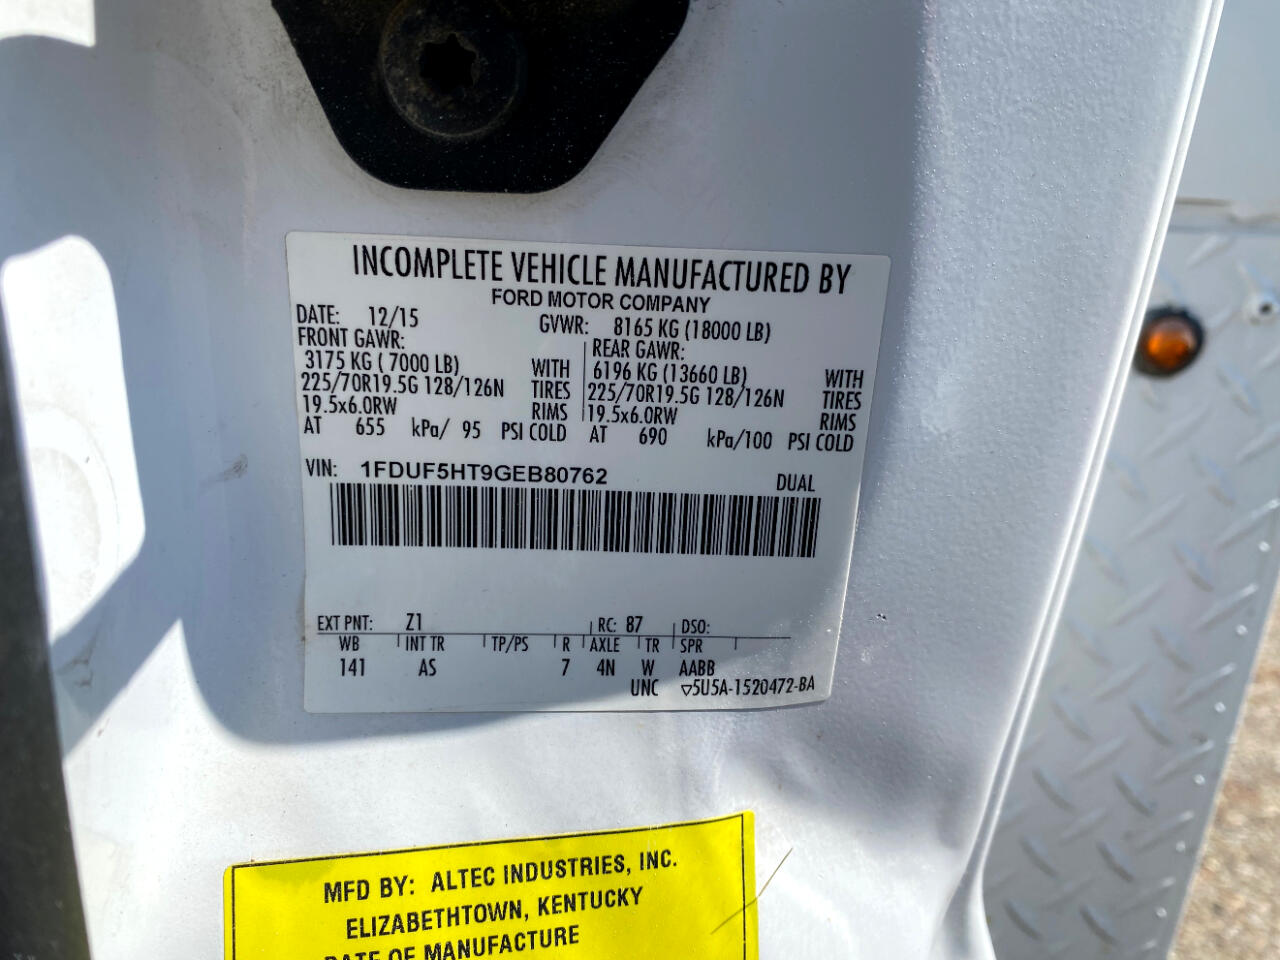 INCOMPLETE VEHICLE MANUFACTURED BY
FORD MOTOR COMPANY
DATE: 12/15 GVWR: 8165 KG (18000 LB)
FRONT GAWR: REAR GAWR:
3175 KG ( 7000 LB) WITH 6196 KG (13660 LB) WITH
225/70R19.5G 128/126N TIRES 225/70R19.5G 128/126N TIRES
19.5x6.0RW RIMS 19.5x6.0RW RIMS
AT 655 kPa/ 95 PSI COLD AT 690 kPa/100 PSI COLD
VIN: 1FDUF5HT9GEB80762 DUAL
EXT PNT: Z1 RC: 87 DSO:
WB INT TR TP/PS R AXLE TR SPR
141 AS 7 4N W AABB
UNC ▽5U5A-1520472-BA
MFD BY: ALTEC INDUSTRIES, INC.
ELIZABETHTOWN, KENTUCKY
DATE OF MANUFACTURE